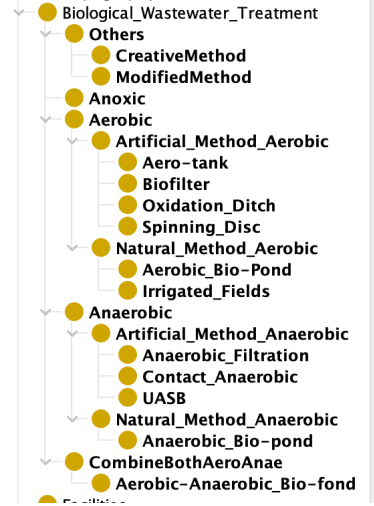 Biological_Wastewater_Treatment
Others
CreativeMethod
ModifiedMethod
Anoxic
Aerobic
Artificial_Method_Aerobic
Aero-tank
Biofilter
Oxidation_Ditch
Spinning_Disc
Natural_Method_Aerobic
Aerobic_Bio-Pond
Irrigated_Fields
Anaerobic
Artificial_Method_Anaerobic
Anaerobic_Filtration
Contact_Anaerobic
UASB
Natural_Method_Anaerobic
Anaerobic_Bio-pond
CombineBothAeroAnae
Aerobic-Anaerobic_Bio-fond